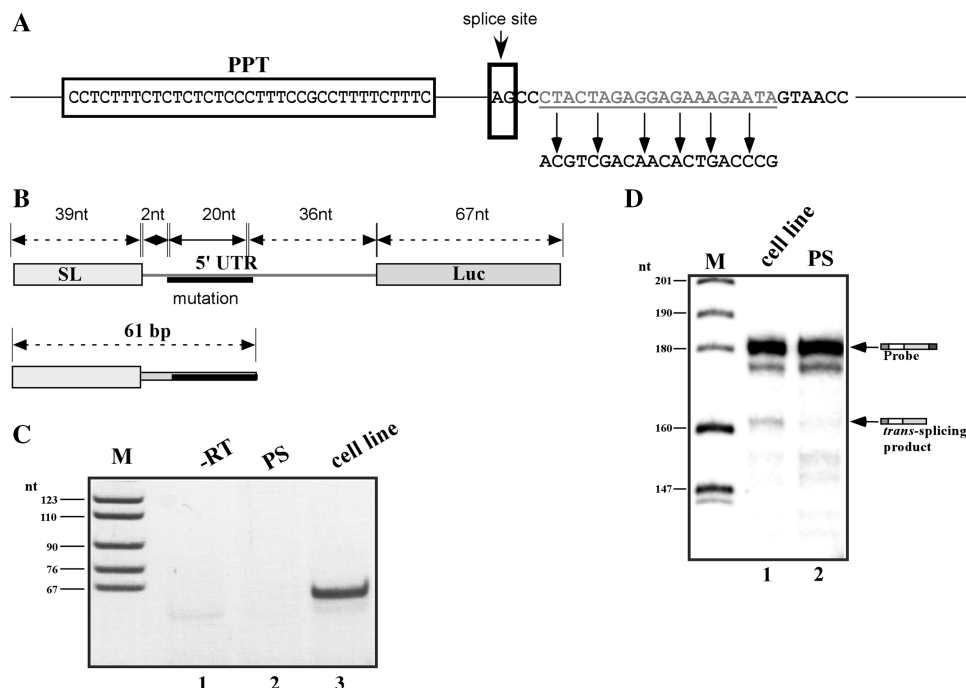 A
splice site
PPT
CCTCTTTCTCTCTCTCCCTTTCCGCCTTTTCTTTC
AGCCCTACTAGAGGAGAAAGAATAGTAACC
ACGTCGACAACACTGACCCG
B
39nt 2nt 20nt 36nt 67nt
SL 5' UTR Luc
mutation
61 bp
C
M -RT PS cell line
nt
123
110
90
76
67
1 2 3
D
nt M cell line PS
201
190
180
Probe
160
trans-splicing
product
147
1 2